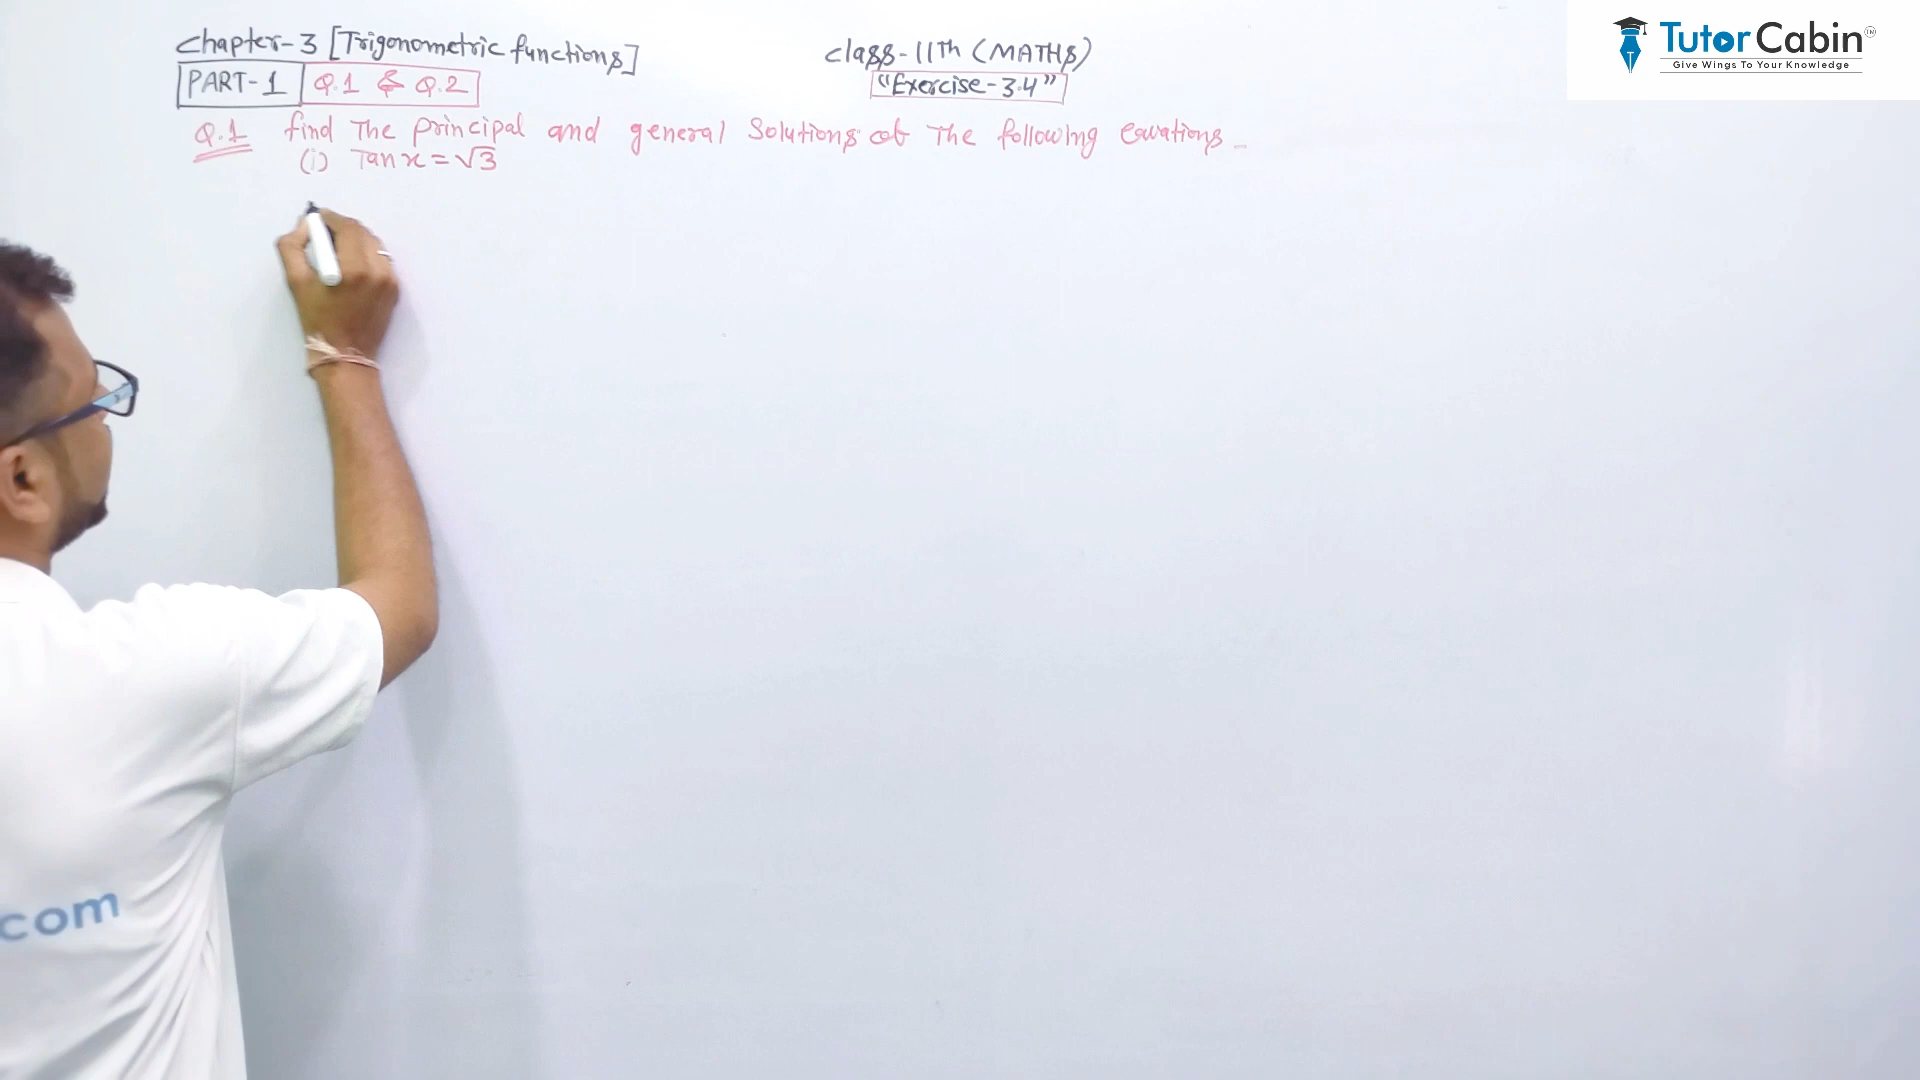 Chapter-3 [Trigonometric functions]
Class-11Th (MATHS)
PART-1 Q.1 & Q.2
"Exercise-3.4"
Q.1 find The principal and general Solutions of The following equations
(i) Tan x = √3
Tutor Cabin TM
Give Wings To Your Knowledge
com